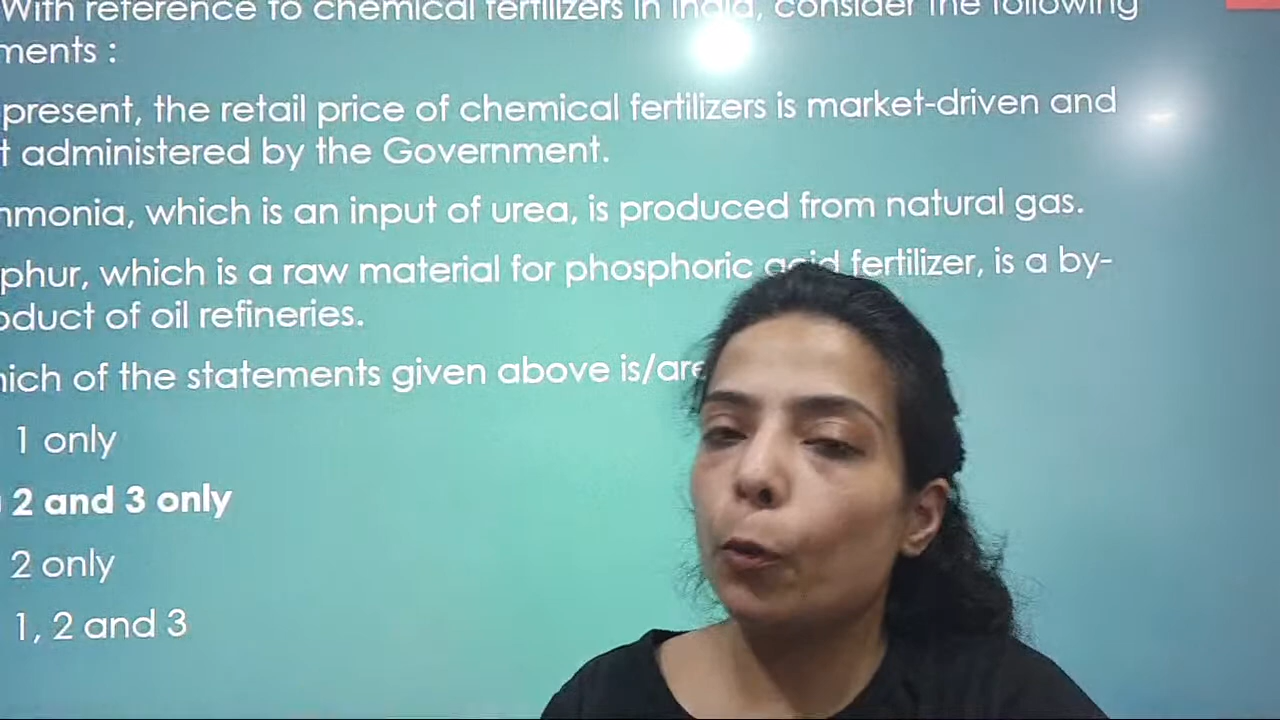 With reference to chemical fertilizers in India, consider the following
ments :
present, the retail price of chemical fertilizers is market-driven and
t administered by the Government.
mmonia, which is an input of urea, is produced from natural gas.
phur, which is a raw material for phosphoric acid fertilizer, is a by-
oduct of oil refineries.
hich of the statements given above is/are
1 only
2 and 3 only
2 only
1, 2 and 3